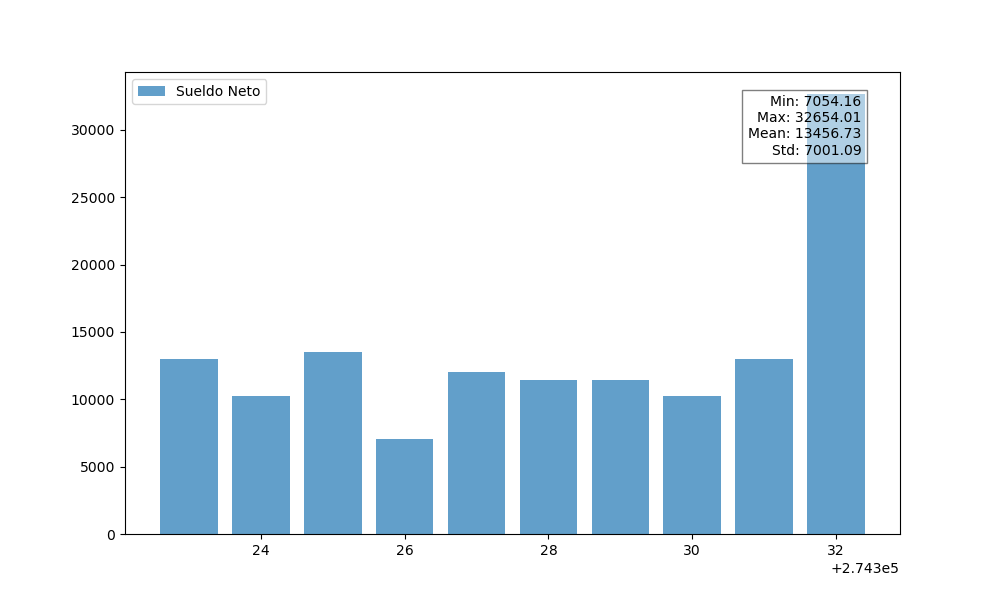 Sueldo Neto
Min: 7054.16
Max: 32654.01
Mean: 13456.73
Std: 7001.09
30000
25000
20000
15000
10000
5000
0
24 26 28 30 32
+2.743e5